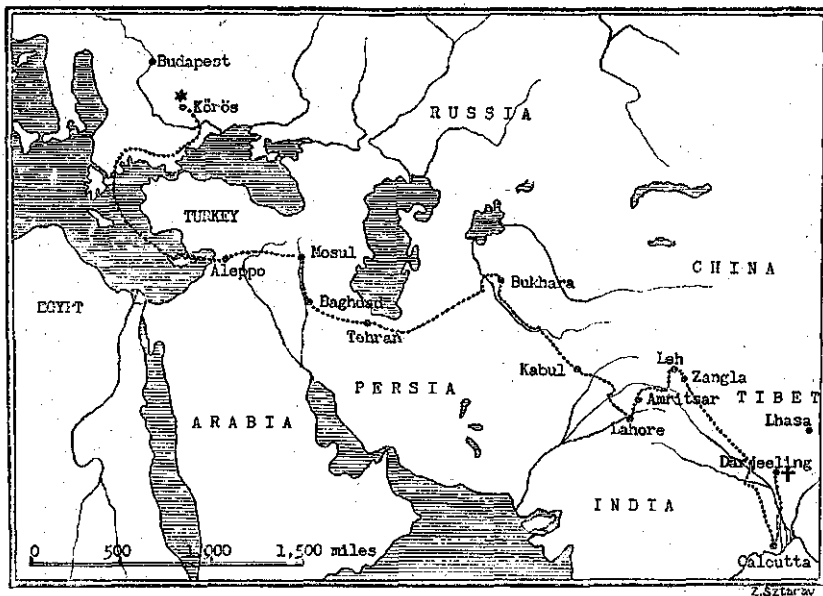 Budapest
Körös
RUSSIA
TURKEY
Mosul
Aleppo
CHINA
Bukhara
EGYPT
Baghdad
Tehran
Kabul
Leh
Zangla
PERSIA
TIBET
Amritsar
ARABIA
Lhasa
Lahore
Darjeeling
INDIA
0 500 1,000 1,500 miles
Calcutta
Z.Sztaray